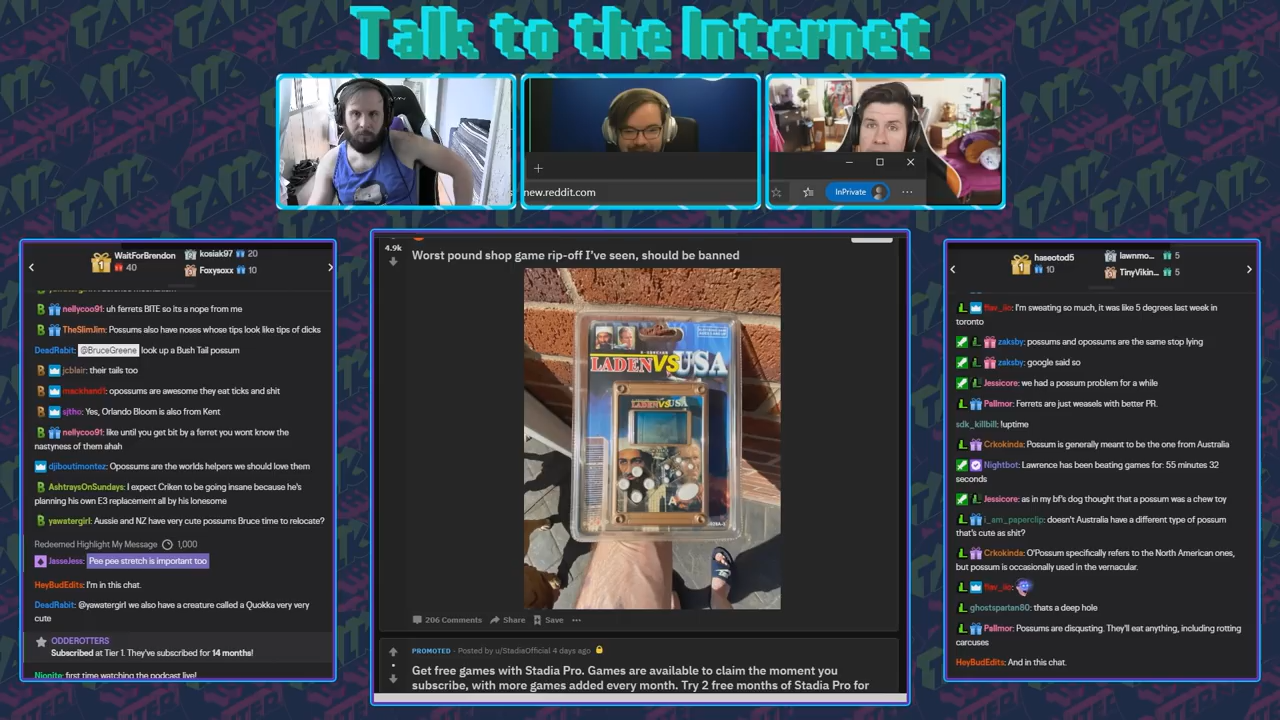 Talk to the Internet
new.reddit.com
InPrivate
WaitForBrendon
40
kosiak97 20
Foxysoxx 10
nellycoo91: uh ferrets BITE so its a nope from me
TheSlimJim: Possums also have noses whose tips look like tips of dicks
DeadRabit: @BruceGreene look up a Bush Tail possum
jcblair: their tails too
opossums are awesome they eat ticks and shit
sjtho: Yes, Orlando Bloom is also from Kent
nellycoo91: like until you get bit by a ferret you wont know the
nastyness of them ahah
djiboutimontez: Opossums are the worlds helpers we should love them
AshtraysOnSundays: I expect Criken to be going insane because he's
planning his own E3 replacement all by his lonesome
yawatergirl: Aussie and NZ have very cute possums Bruce time to relocate?
Redeemed Highlight My Message 1,000
JasseJess: Pee pee stretch is important too
HeyBudEdits: I'm in this chat.
DeadRabit: @yawatergirl we also have a creature called a Quokka very very
cute
ODDEROTTERS
Subscribed at Tier 1. They've subscribed for 14 months!
Nionite: first time watching the podcast live!
4.9k
Worst pound shop game rip-off I've seen, should be banned
LADEN VS USA
LADEN VS USA
206 Comments Share Save
PROMOTED · Posted by u/StadiaOfficial 4 days ago
Get free games with Stadia Pro. Games are available to claim the moment you
subscribe, with more games added every month. Try 2 free months of Stadia Pro for
haseotod5
10
lawnmo... 5
TinyVikin... 5
I'm sweating so much, it was like 5 degrees last week in
toronto
zaksby: possums and opossums are the same stop lying
zaksby: google said so
Jessicore: we had a possum problem for a while
Pallmor: Ferrets are just weasels with better PR.
sdk_killbill: !uptime
Crkokinda: Possum is generally meant to be the one from Australia
Nightbot: Lawrence has been beating games for: 55 minutes 32
seconds
Jessicore: as in my bf's dog thought that a possum was a chew toy
i_am_paperclip: doesn't Australia have a different type of possum
that's cute as shit?
Crkokinda: O'Possum specifically refers to the North American ones,
but possum is occasionally used in the vernacular.
ghostspartan80: thats a deep hole
Pallmor: Possums are disgusting. They'll eat anything, including rotting
carcuses
HeyBudEdits: And in this chat.